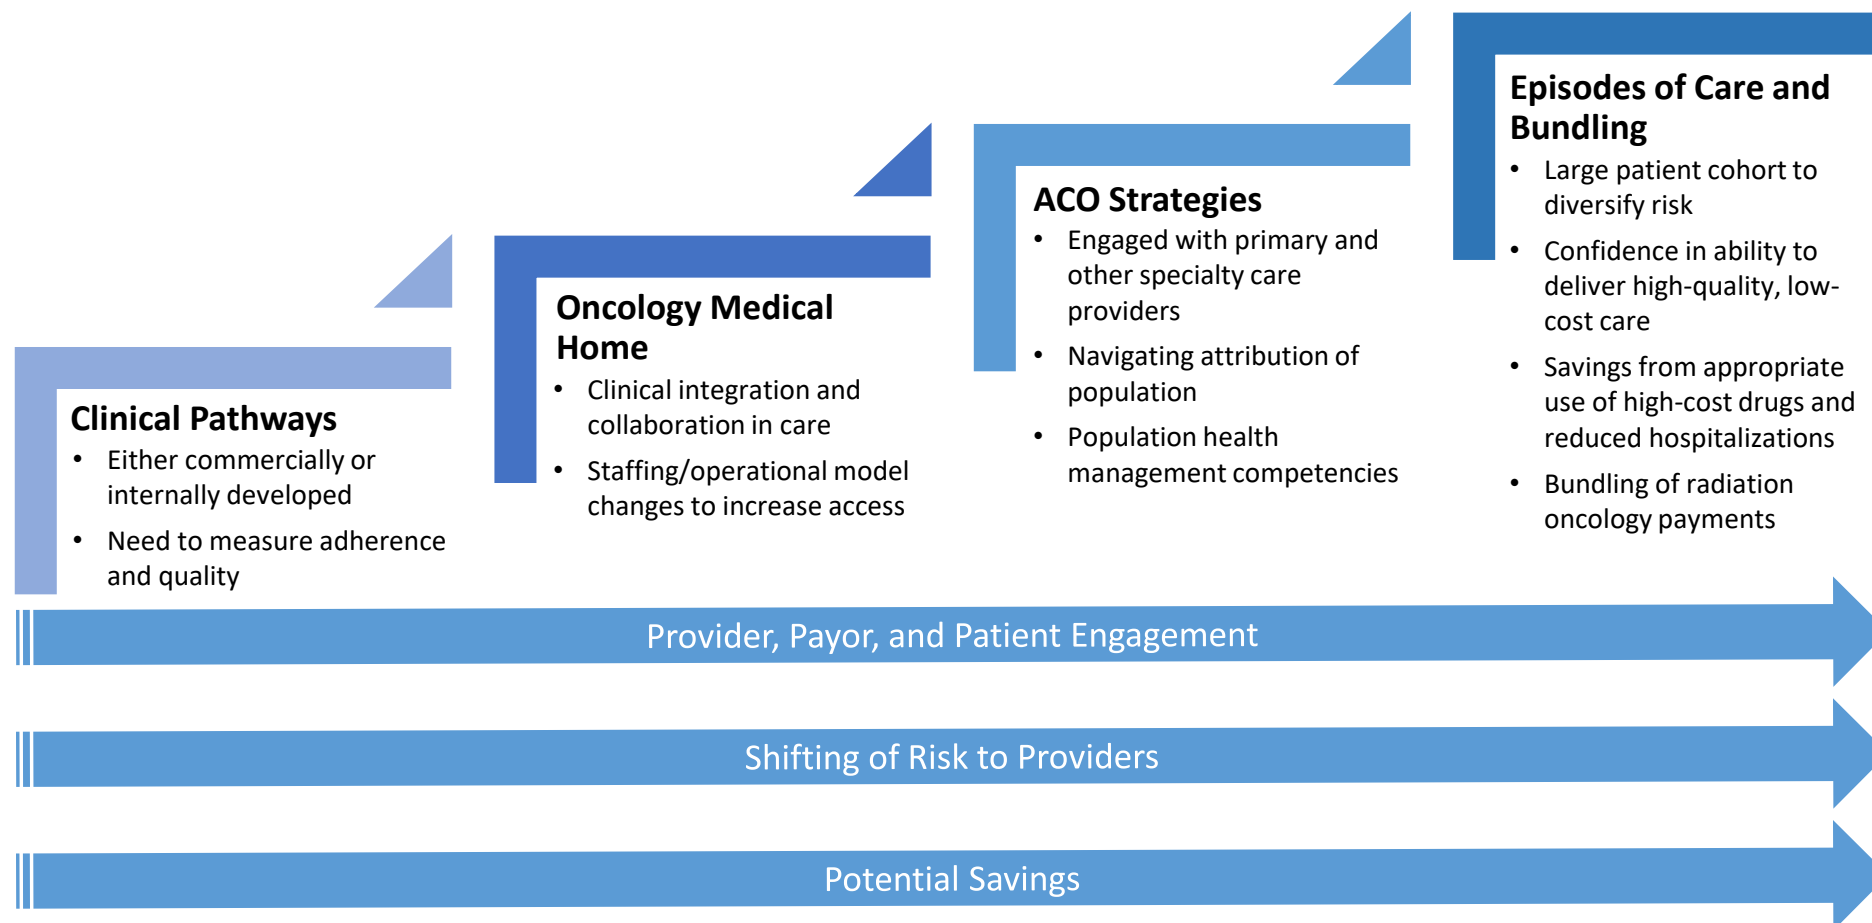 Clinical Pathways
• Either commercially or
internally developed
• Need to measure adherence
and quality
Oncology Medical
Home
• Clinical integration and
collaboration in care
• Staffing/operational model
changes to increase access
ACO Strategies
• Engaged with primary and
other specialty care
providers
• Navigating attribution of
population
• Population health
management competencies
Episodes of Care and
Bundling
• Large patient cohort to
diversify risk
• Confidence in ability to
deliver high-quality, low-
cost care
• Savings from appropriate
use of high-cost drugs and
reduced hospitalizations
• Bundling of radiation
oncology payments
Provider, Payor, and Patient Engagement
Shifting of Risk to Providers
Potential Savings